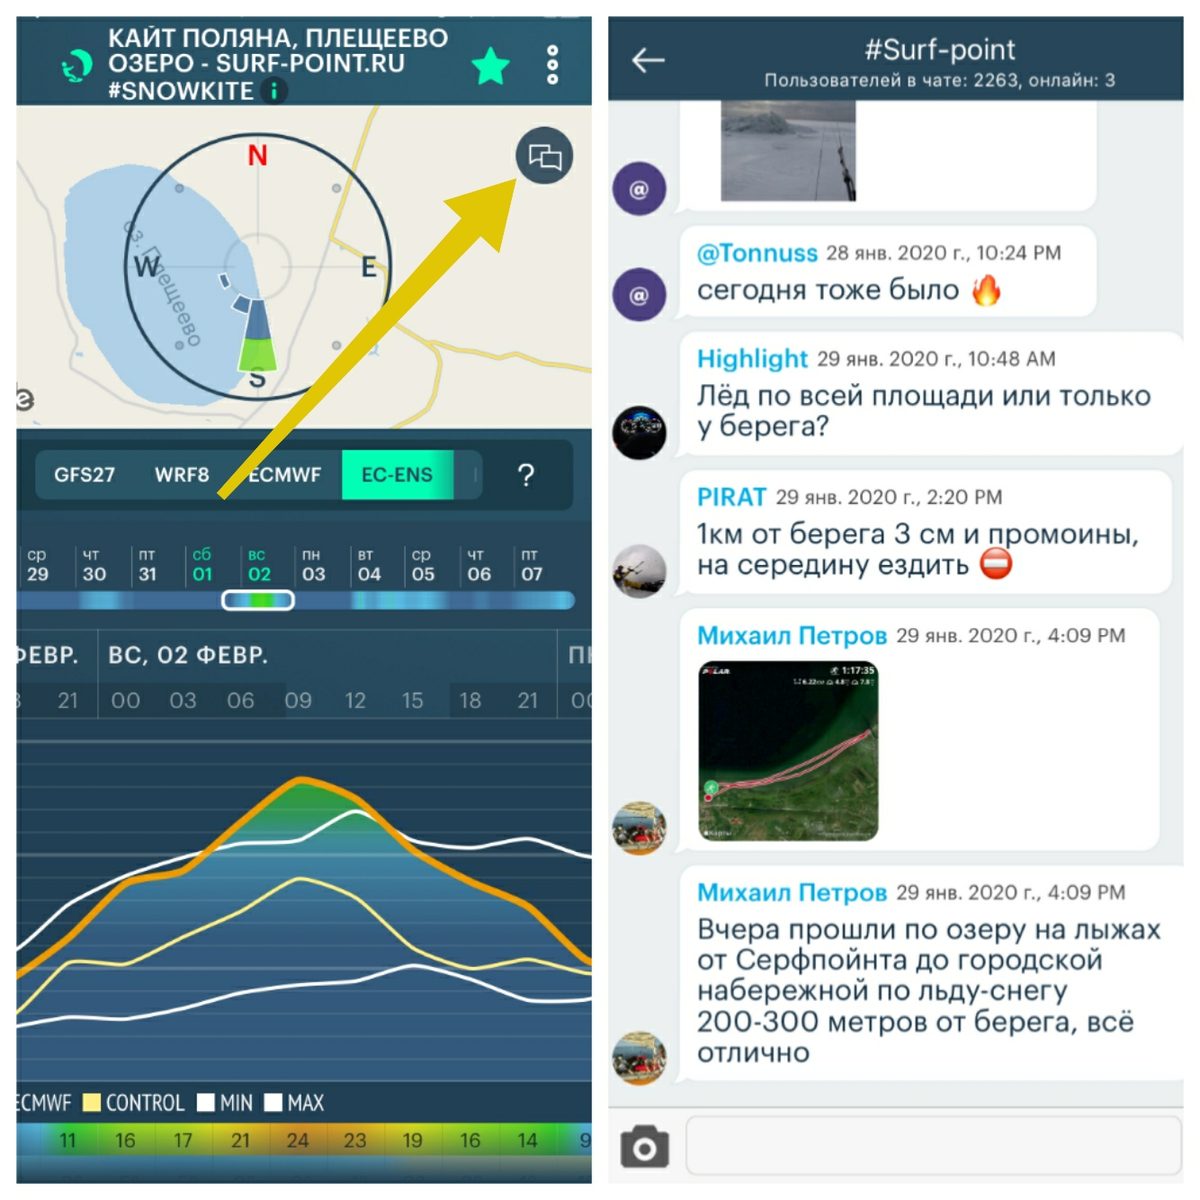 КАЙТ ПОЛЯНА, ПЛЕЩЕЕВО
ОЗЕРО - SURF-POINT.RU
#SNOWKITE i
N
W
E
S
оз. Плещеево
GFS27 WRF8 ECMWF EC-ENS ?
ср чт пт сб вс пн вт ср чт пт
29 30 31 01 02 03 04 05 06 07
ФЕВР. ВС, 02 ФЕВР.
21 00 03 06 09 12 15 18 21
ECMWF CONTROL MIN MAX
11 16 17 21 24 23 19 16 14 9
#Surf-point
Пользователей в чате: 2263, онлайн: 3
@
@Tonnuss 28 янв. 2020 г., 10:24 PM
сегодня тоже было 🔥
@
Highlight 29 янв. 2020 г., 10:48 AM
Лёд по всей площади или только
у берега?
PIRAT 29 янв. 2020 г., 2:20 PM
1км от берега 3 см и промоины,
на середину ездить ⛔
Михаил Петров 29 янв. 2020 г., 4:09 PM
POLAR 1:17:35
Михаил Петров 29 янв. 2020 г., 4:09 PM
Вчера прошли по озеру на лыжах
от Серфпойнта до городской
набережной по льду-снегу
200-300 метров от берега, всё
отлично